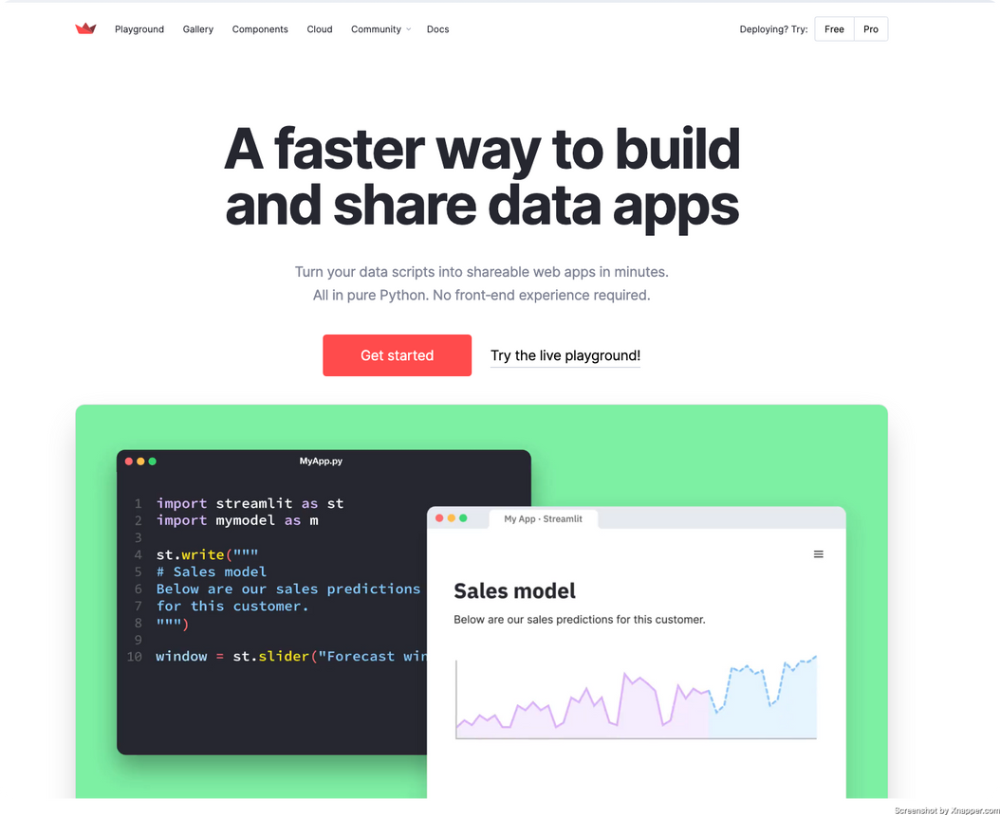 Playground Gallery Components Cloud Community Docs Deploying? Try: Free Pro
A faster way to build
and share data apps
Turn your data scripts into shareable web apps in minutes.
All in pure Python. No front-end experience required.
Get started Try the live playground!
MyApp.py
1 import streamlit as st
2 import mymodel as m
3
4 st.write("""
5 # Sales model
6 Below are our sales predictions
7 for this customer.
8 """)
9
10 window = st.slider("Forecast win
My App · Streamlit
Sales model
Below are our sales predictions for this customer.
Screenshot by Xnapper.com